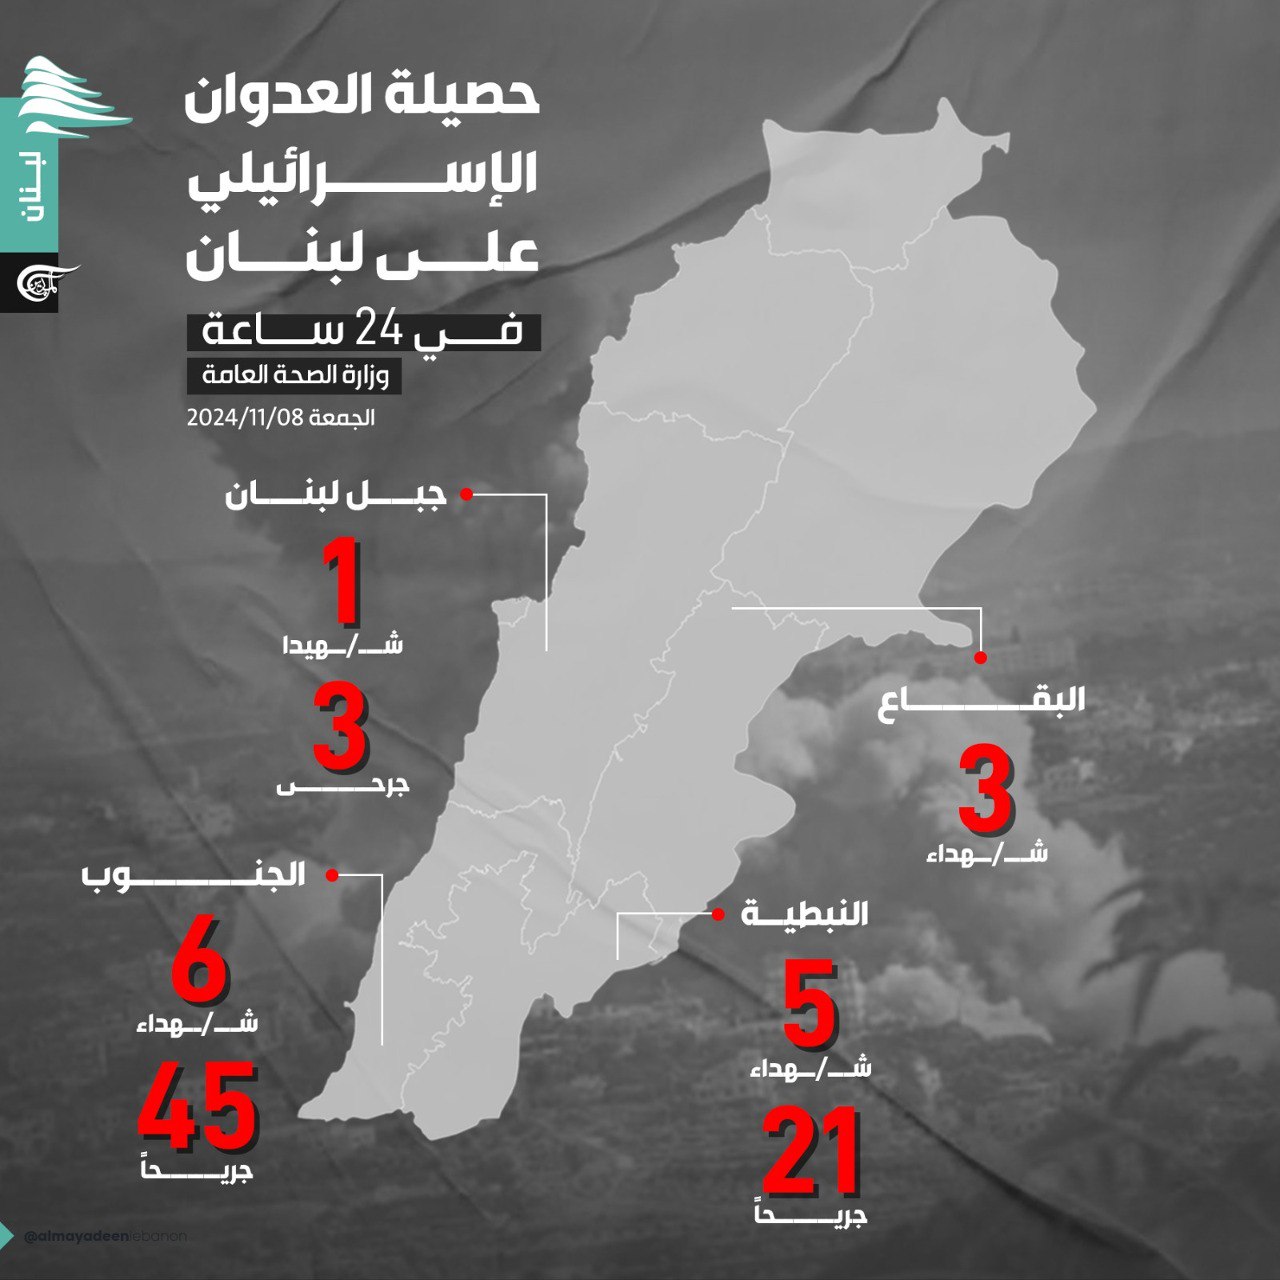 لبنان
حصيلة العدوان
الإسرائيلي
على لبنان
في 24 ساعة
وزارة الصحة العامة
الجمعة 2024/11/08
جبل لبنان
1
شـ/ـهيدا
3
جرحى
البقاع
3
شـ/ـهداء
الجنوب
6
شـ/ـهداء
45
جريحاً
النبطية
5
شـ/ـهداء
21
جريحاً
@almayadeenlebanon